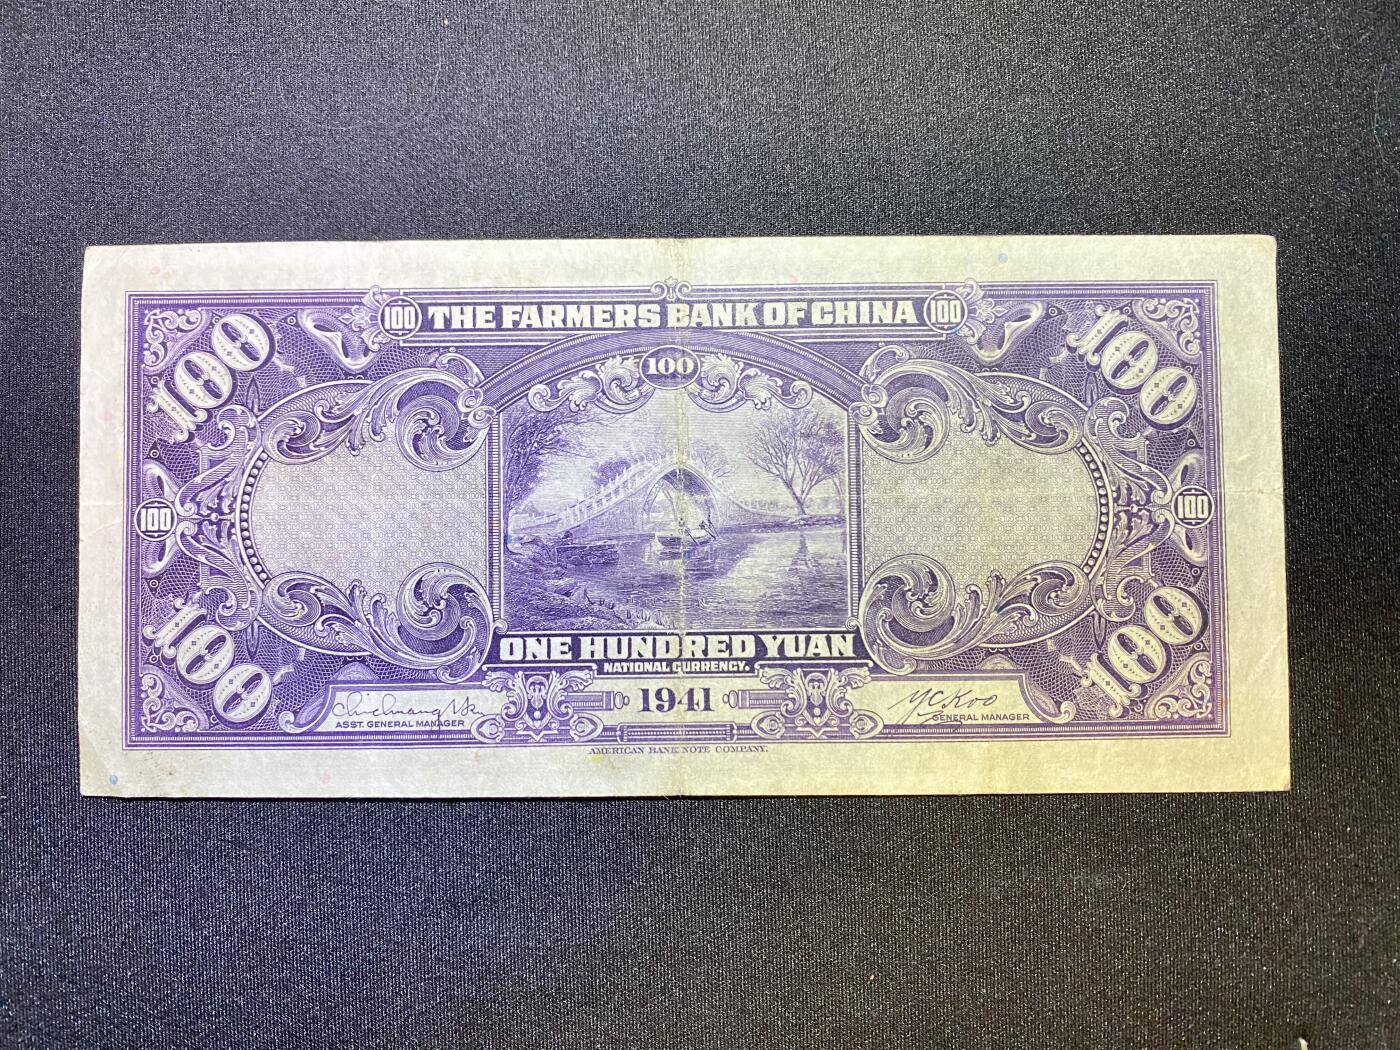 100 THE FARMERS BANK OF CHINA 100
100 100
100
100 100
ONE HUNDRED YUAN
NATIONAL CURRENCY.
100 100
1941
Y C Koo
ASST. GENERAL MANAGER
GENERAL MANAGER
AMERICAN BANK NOTE COMPANY.